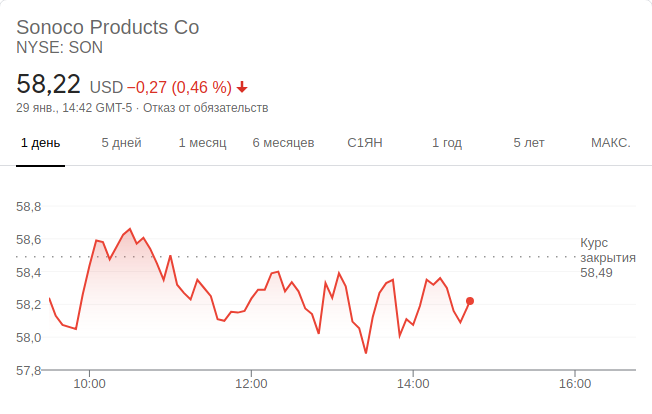 Sonoco Products Co
NYSE: SON
58,22 USD −0,27 (0,46 %)
29 янв., 14:42 GMT-5 · Отказ от обязательств
1 день 5 дней 1 месяц 6 месяцев С1ЯН 1 год 5 лет МАКС.
58,8
58,6
Курс
закрытия
58,49
58,4
58,2
58,0
57,8
10:00 12:00 14:00 16:00